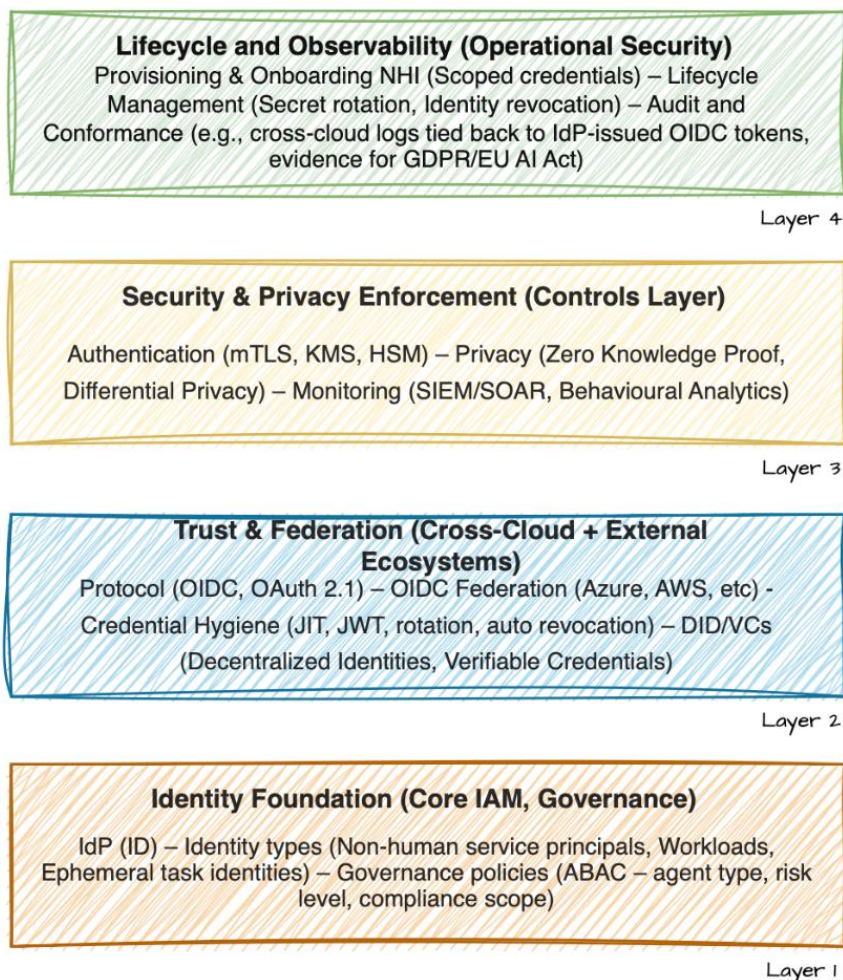 Lifecycle and Observability (Operational Security)
Provisioning & Onboarding NHI (Scoped credentials) – Lifecycle
Management (Secret rotation, Identity revocation) – Audit and
Conformance (e.g., cross-cloud logs tied back to IdP-issued OIDC tokens,
evidence for GDPR/EU AI Act)
Layer 4
Security & Privacy Enforcement (Controls Layer)
Authentication (mTLS, KMS, HSM) – Privacy (Zero Knowledge Proof,
Differential Privacy) – Monitoring (SIEM/SOAR, Behavioural Analytics)
Layer 3
Trust & Federation (Cross-Cloud + External
Ecosystems)
Protocol (OIDC, OAuth 2.1) – OIDC Federation (Azure, AWS, etc) -
Credential Hygiene (JIT, JWT, rotation, auto revocation) – DID/VCs
(Decentralized Identities, Verifiable Credentials)
Layer 2
Identity Foundation (Core IAM, Governance)
IdP (ID) – Identity types (Non-human service principals, Workloads,
Ephemeral task identities) – Governance policies (ABAC – agent type, risk
level, compliance scope)
Layer 1